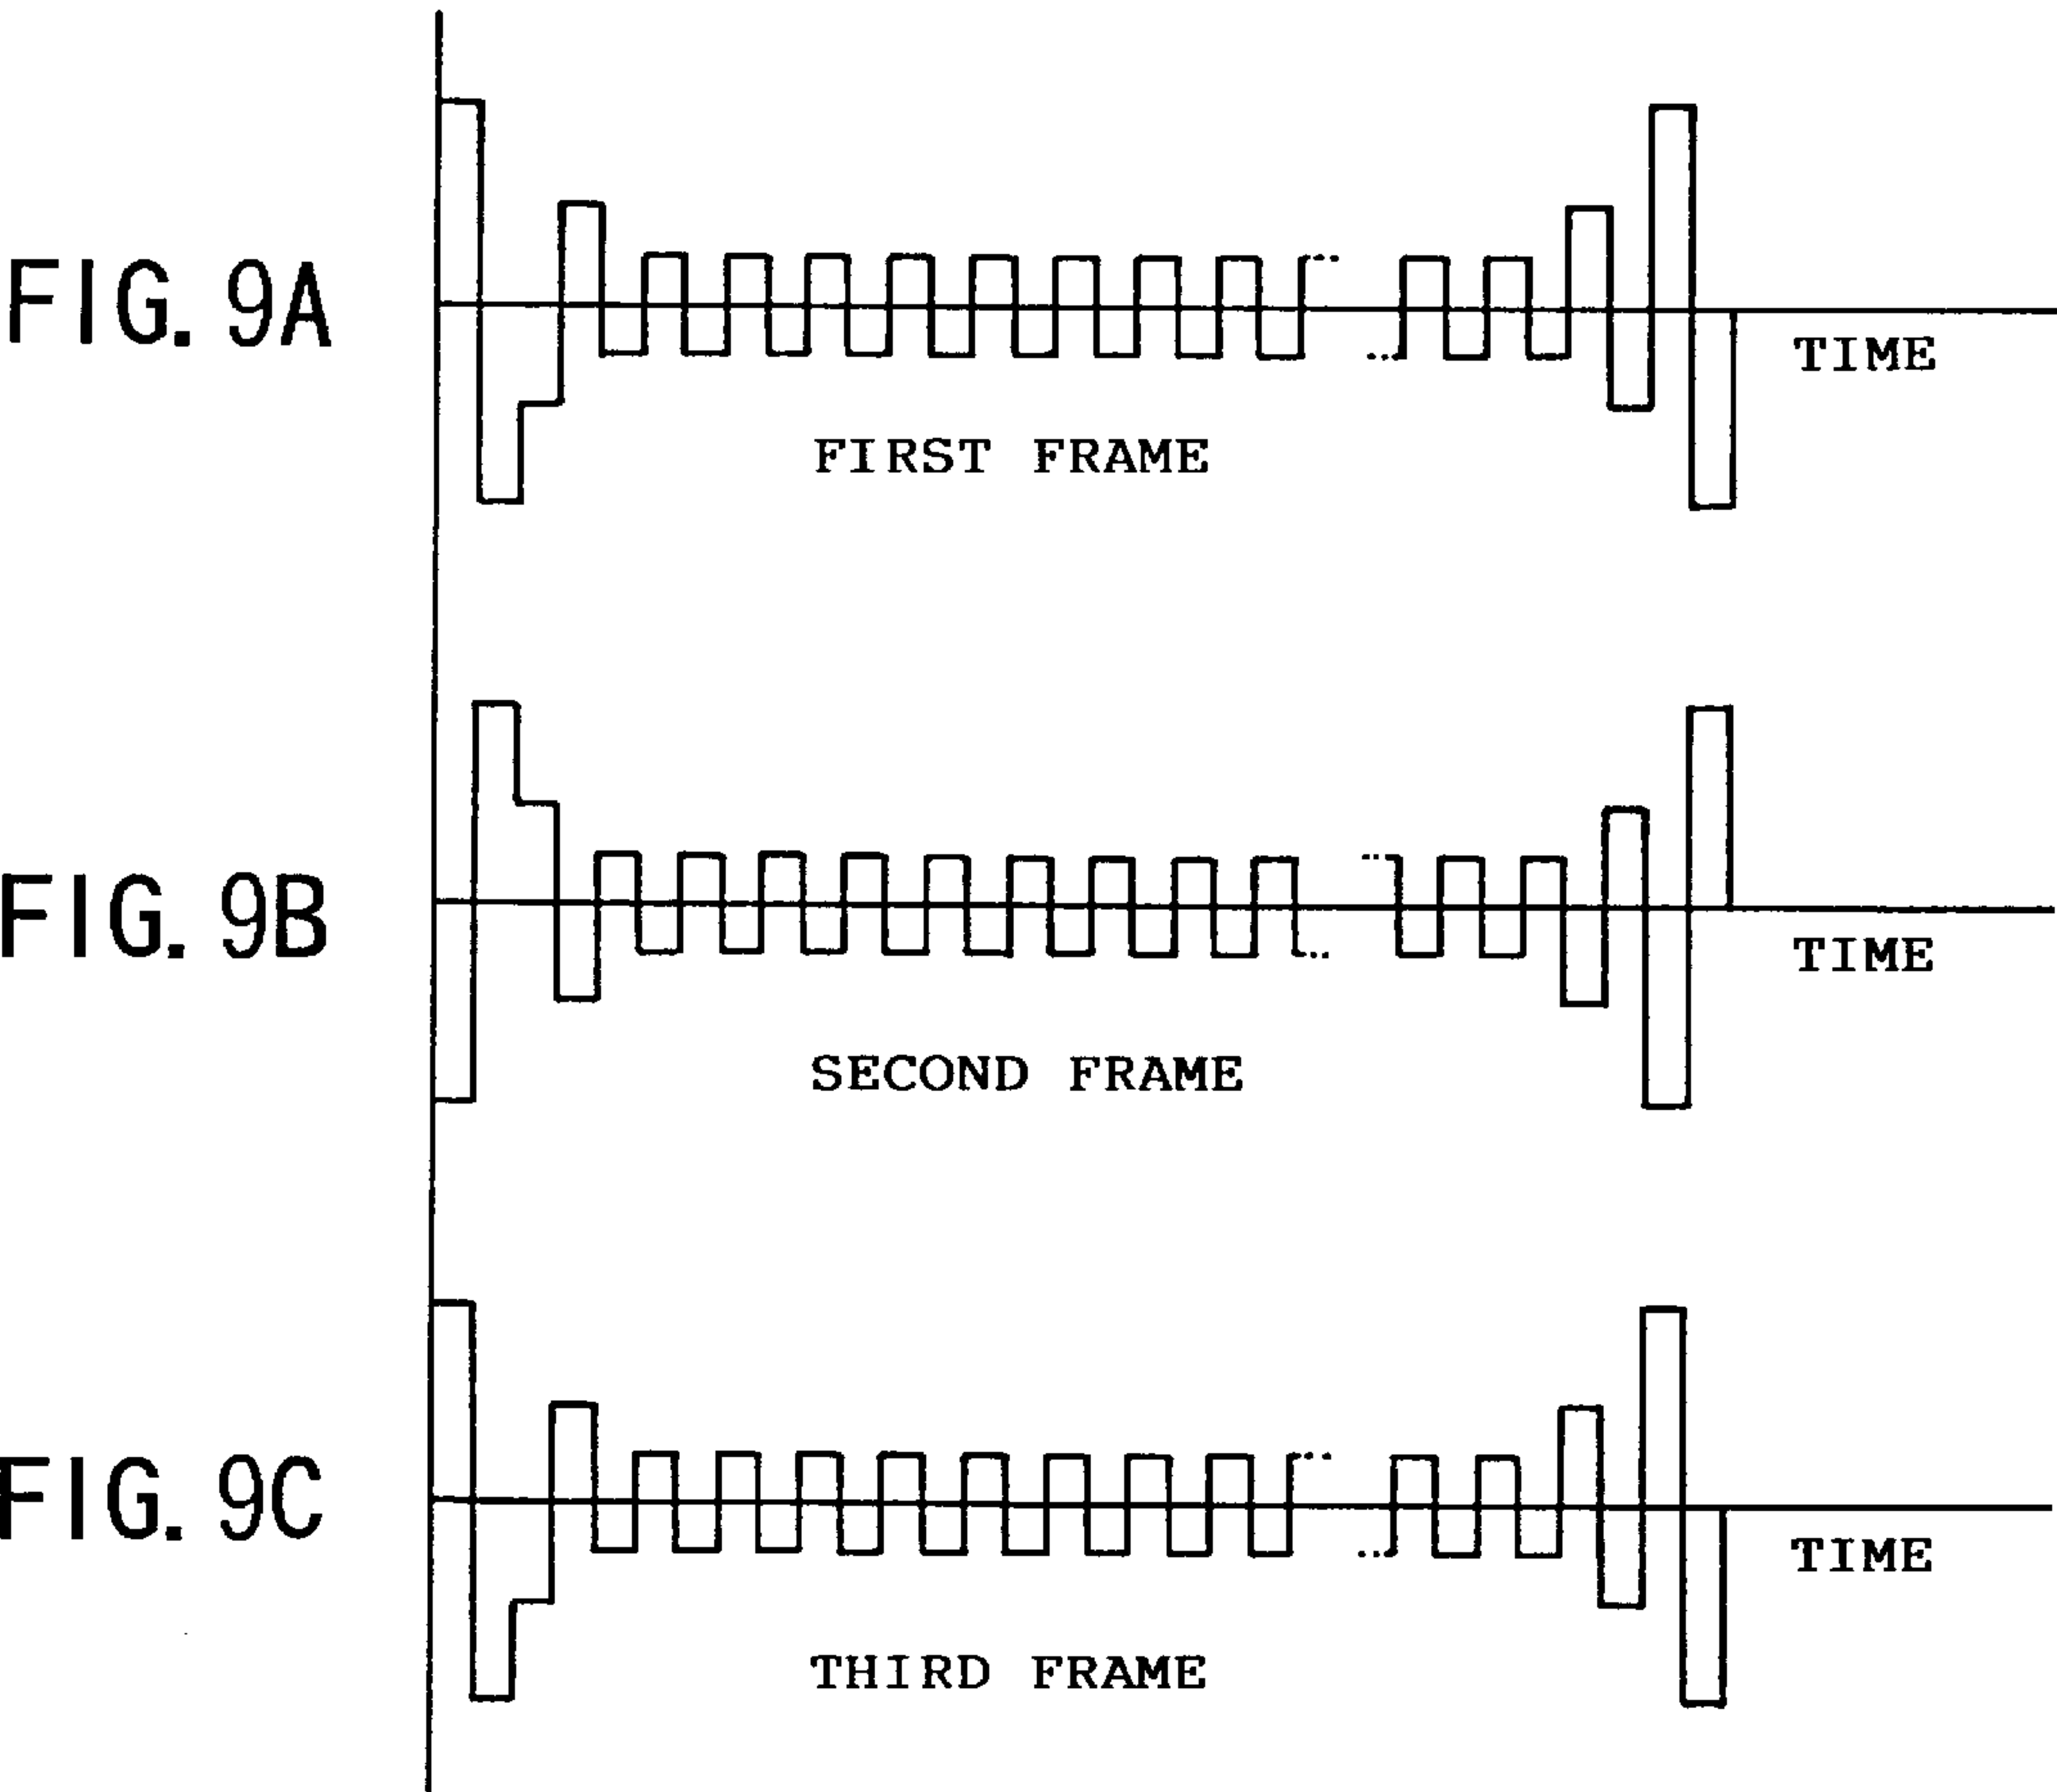 FIG. 9A
TIME
FIRST FRAME
FIG. 9B
TIME
SECOND FRAME
FIG. 9C
TIME
THIRD FRAME